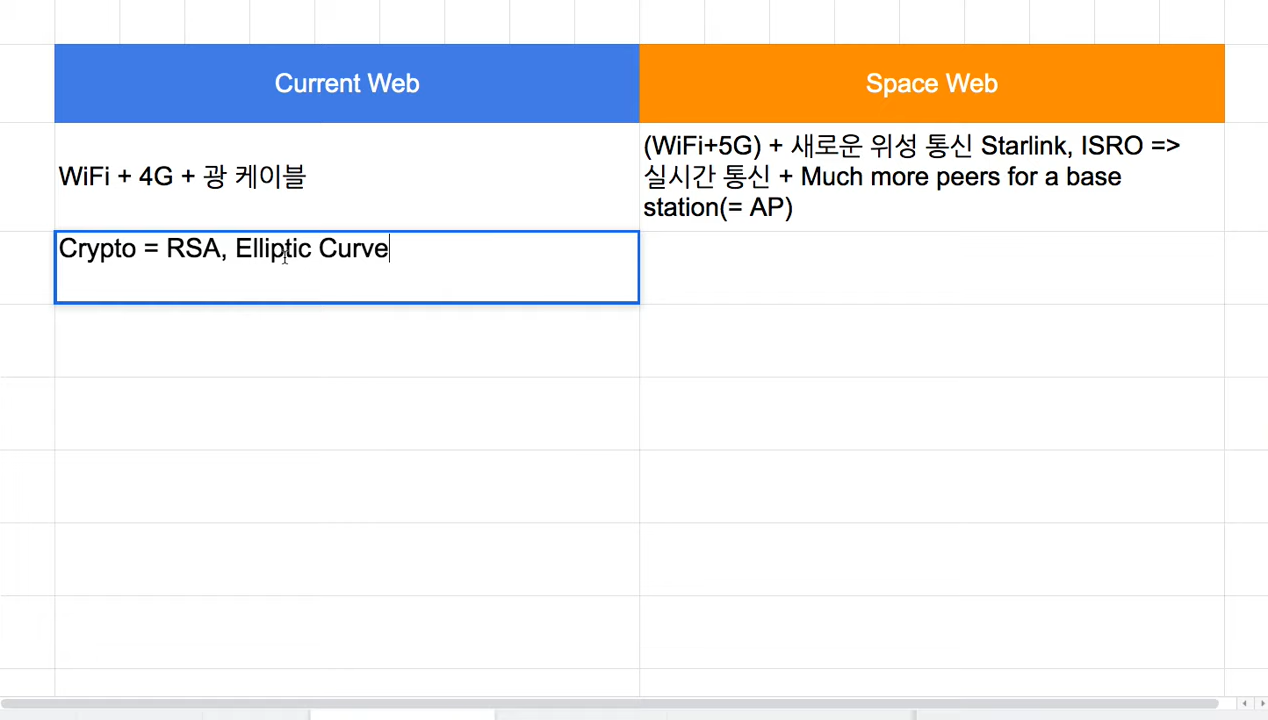 Current Web
Space Web
WiFi + 4G + 광 케이블
(WiFi+5G) + 새로운 위성 통신 Starlink, ISRO =>
실시간 통신 + Much more peers for a base
station(= AP)
Crypto = RSA, Elliptic Curve